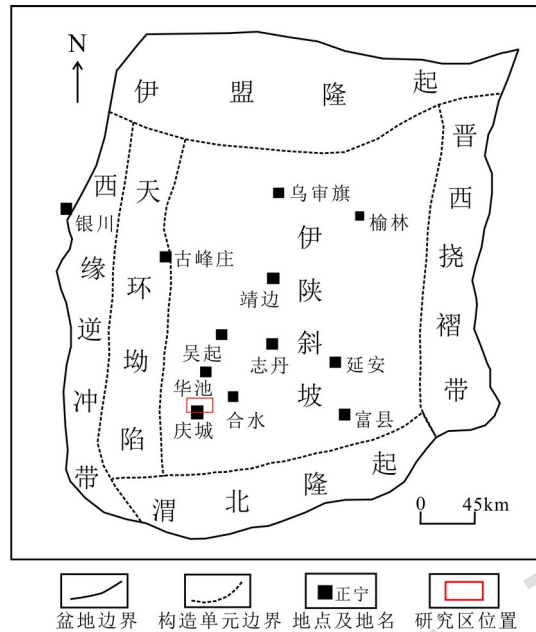 N
伊盟隆起
西缘逆冲带
天环坳陷
伊陕斜坡
晋西挠褶带
渭北隆起
乌审旗
榆林
银川
古峰庄
靖边
吴起
志丹
延安
华池
合水
庆城
富县
0 45km
正宁
盆地边界
构造单元边界
地点及地名
研究区位置